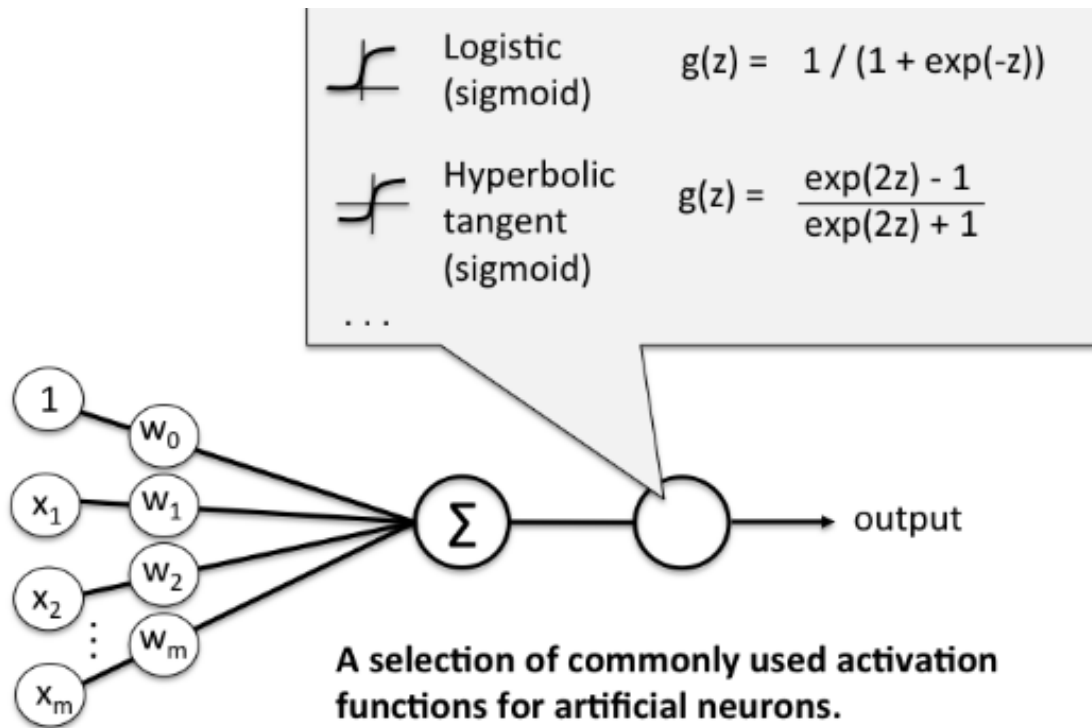 Logistic g(z) = 1 / (1 + exp(-z))
(sigmoid)
Hyperbolic g(z) = exp(2z) - 1
tangent exp(2z) + 1
(sigmoid)
. . .
1
w₀
x₁ w₁
Σ output
x₂ w₂
⋮ wₘ
xₘ
A selection of commonly used activation
functions for artificial neurons.